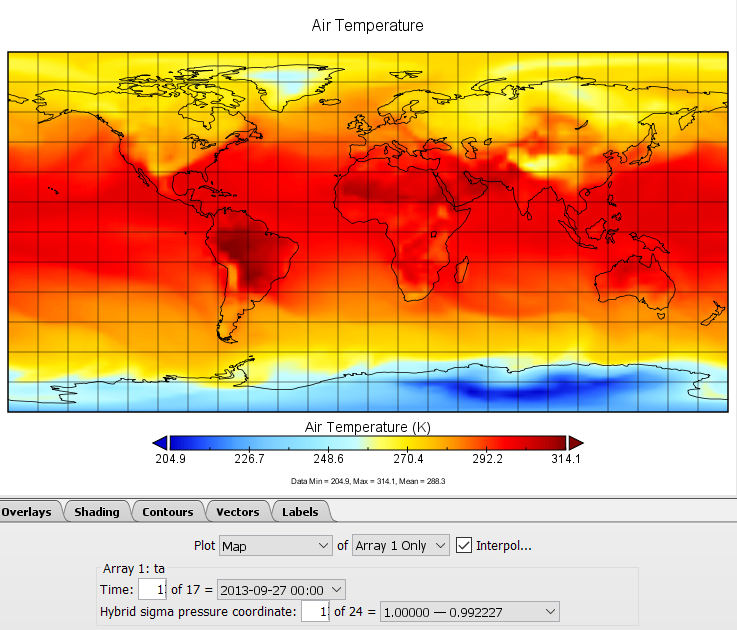 Air Temperature
Air Temperature (K)
204.9 226.7 248.6 270.4 292.2 314.1
Data Min = 204.9, Max = 314.1, Mean = 288.3
Overlays Shading Contours Vectors Labels
Plot Map of Array 1 Only Interpol...
Array 1: ta
Time: 1 of 17 = 2013-09-27 00:00
Hybrid sigma pressure coordinate: 1 of 24 = 1.00000 — 0.992227